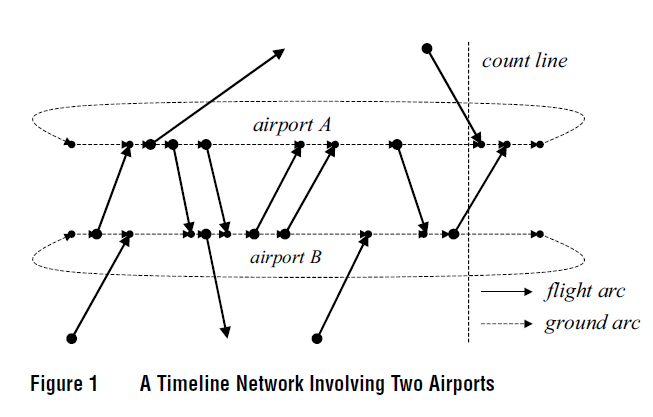 count line
airport A
airport B
flight arc
ground arc
Figure 1 A Timeline Network Involving Two Airports